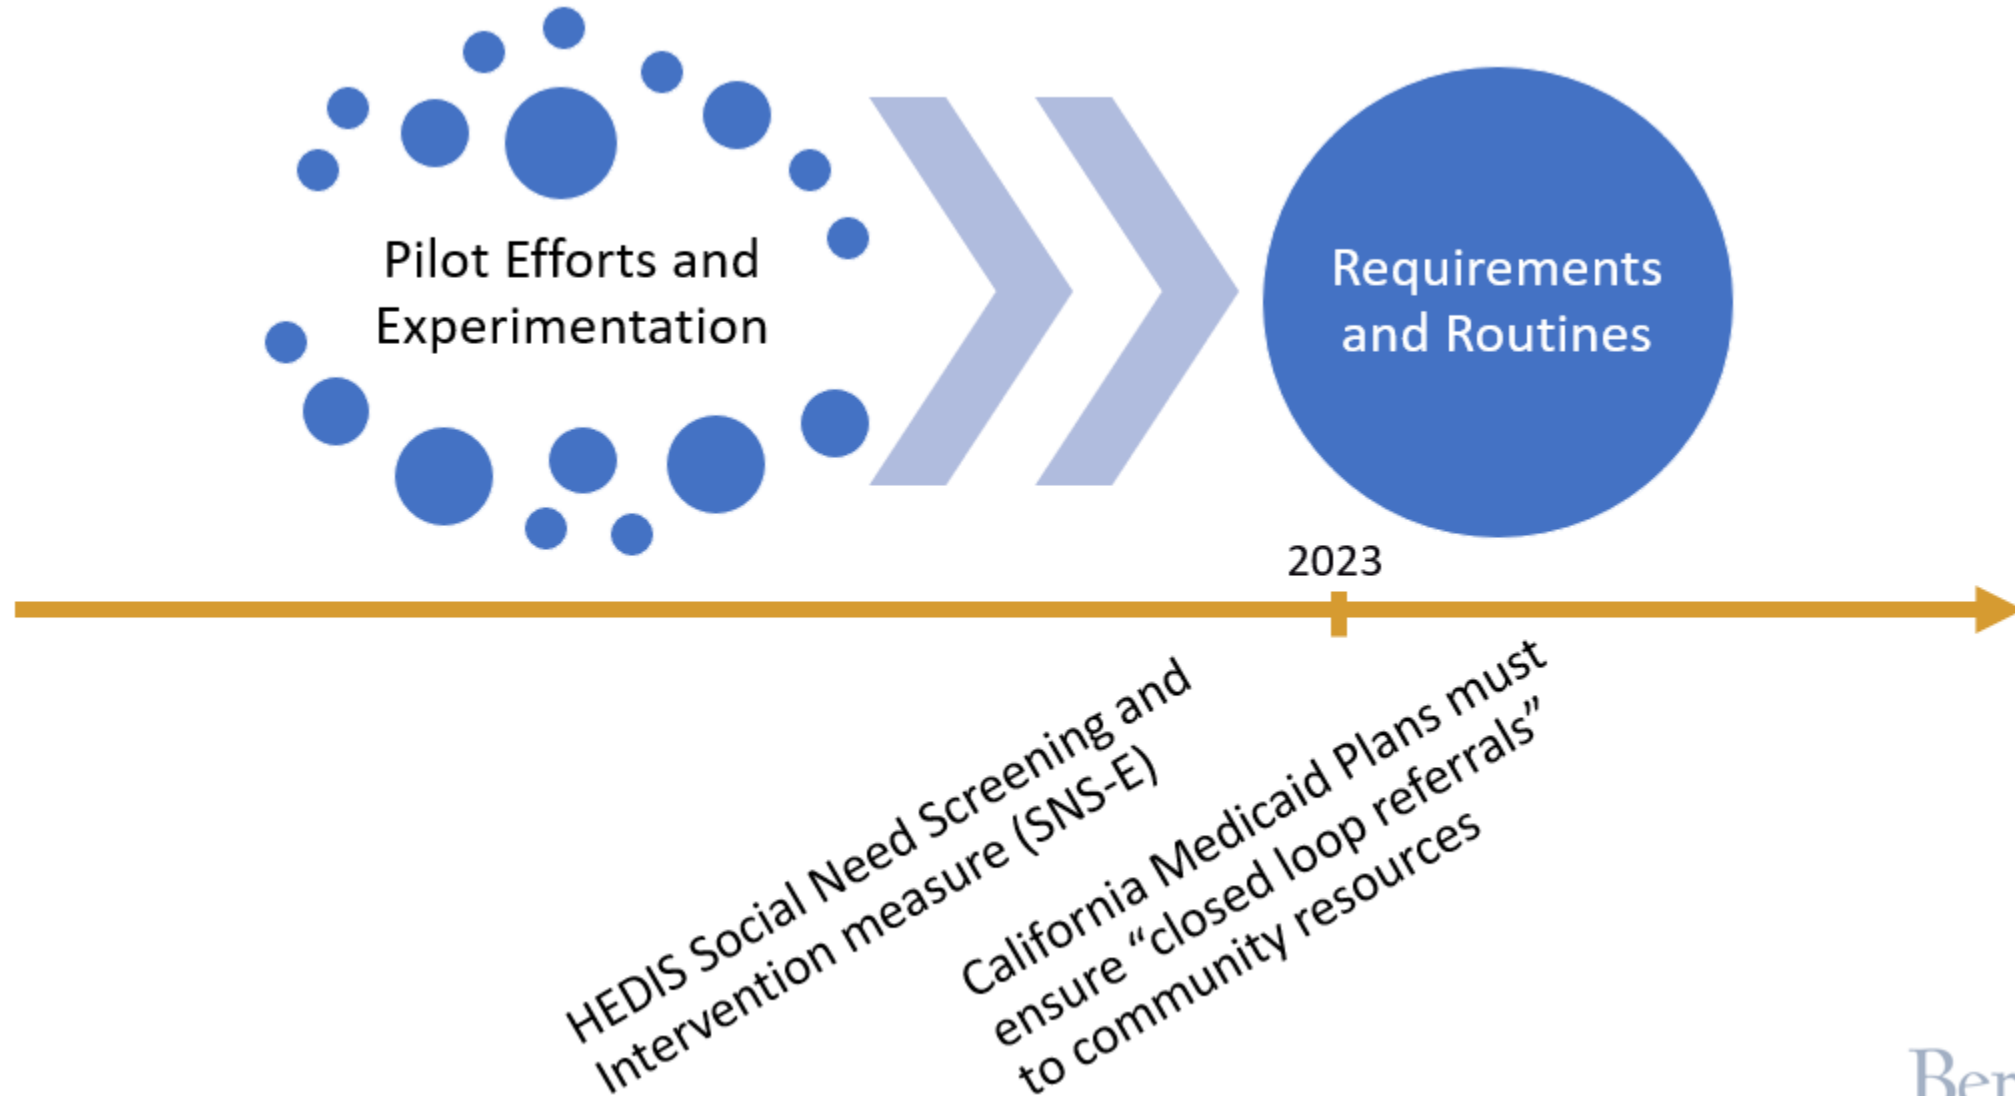 Pilot Efforts and
Experimentation
Requirements
and Routines
2023
HEDIS Social Need Screening and
Intervention measure (SNS-E)
California Medicaid Plans must
ensure “closed loop referrals”
to community resources